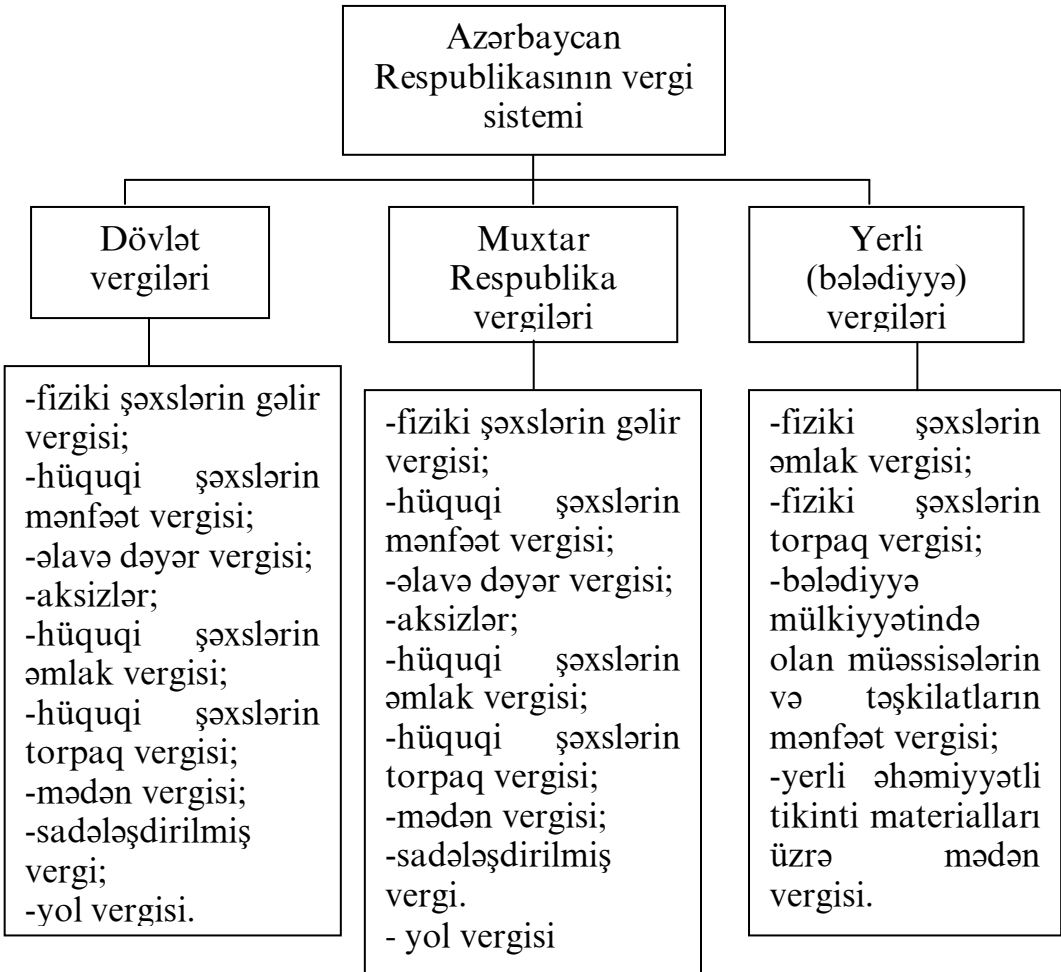 Azərbaycan
Respublikasının vergi
sistemi
Dövlət
vergiləri
Muxtar
Respublika
vergiləri
Yerli
(bələdiyyə)
vergiləri
-fiziki şəxslərin gəlir
vergisi;
-hüquqi şəxslərin
mənfəət vergisi;
-əlavə dəyər vergisi;
-aksizlər;
-hüquqi şəxslərin
əmlak vergisi;
-hüquqi şəxslərin
torpaq vergisi;
-mədən vergisi;
-sadələşdirilmiş
vergi;
-yol vergisi.
-fiziki şəxslərin gəlir
vergisi;
-hüquqi şəxslərin
mənfəət vergisi;
-əlavə dəyər vergisi;
-aksizlər;
-hüquqi şəxslərin
əmlak vergisi;
-hüquqi şəxslərin
torpaq vergisi;
-mədən vergisi;
-sadələşdirilmiş
vergi.
- yol vergisi
-fiziki şəxslərin
əmlak vergisi;
-fiziki şəxslərin
torpaq vergisi;
-bələdiyyə
mülkiyyətində
olan müəssisələrin
və təşkilatların
mənfəət vergisi;
-yerli əhəmiyyətli
tikinti materialları
üzrə mədən
vergisi.